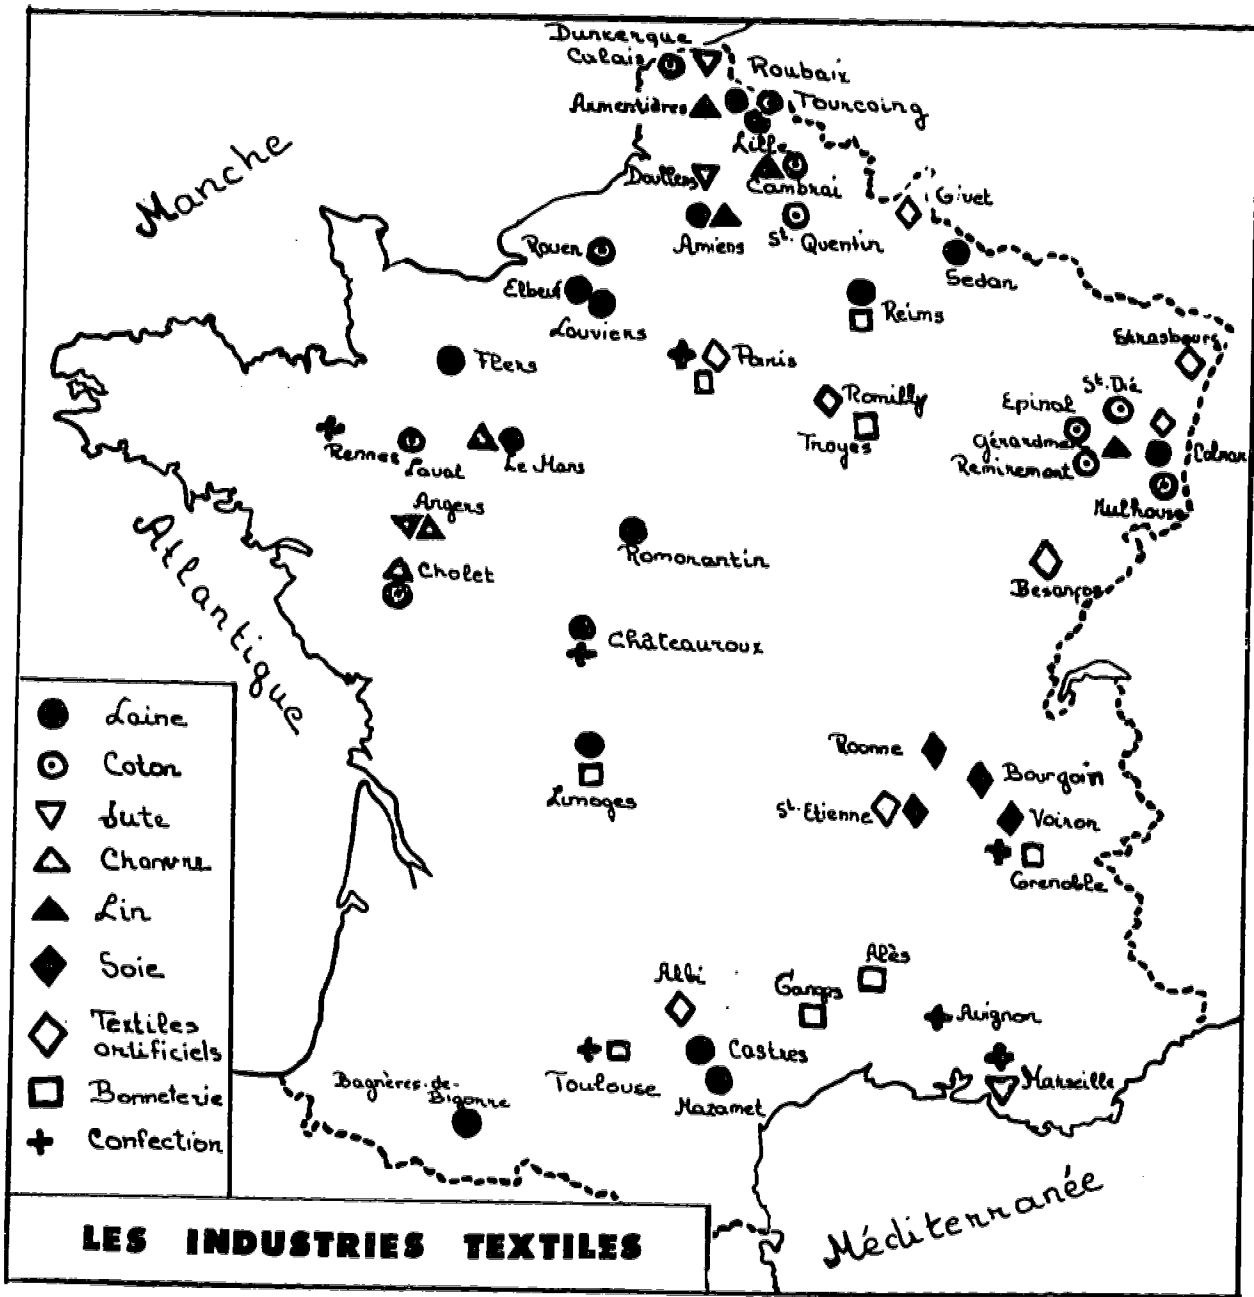 Dunkerque
Calais
Roubaix
Armentières
Tourcoing
Lille
Doullens
Cambrai
Givet
Amiens
St. Quentin
Rouen
Sedan
Elbeuf
Louviers
Reims
Manche
Flers
Paris
Strasbourg
St. Dié
Romilly
Epinal
Troyes
Gérardmer
Colmar
Remiremont
Rennes
Laval
Le Mans
Mulhouse
Angers
Romorantin
Cholet
Besançon
Atlantique
Châteauroux
Roanne
Bourgoin
Limoges
St. Etienne
Voiron
Grenoble
Alès
Albi
Ganges
Avignon
Castres
Toulouse
Marseille
Bagnères-de-
Bigorre
Mazamet
Méditerranée
Laine
Coton
Jute
Chanvre
Lin
Soie
Textiles
artificiels
Bonneterie
Confection
LES INDUSTRIES TEXTILES